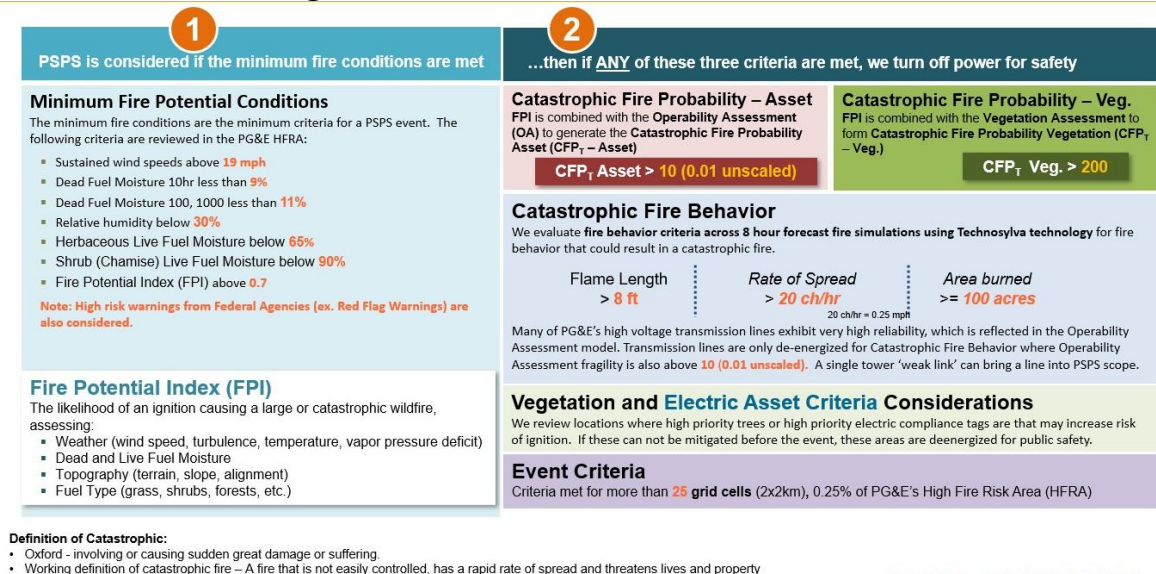 1
PSPS is considered if the minimum fire conditions are met
Minimum Fire Potential Conditions
The minimum fire conditions are the minimum criteria for a PSPS event. The
following criteria are reviewed in the PG&E HFRA:
▪ Sustained wind speeds above 19 mph
▪ Dead Fuel Moisture 10hr less than 9%
▪ Dead Fuel Moisture 100, 1000 less than 11%
▪ Relative humidity below 30%
▪ Herbaceous Live Fuel Moisture below 65%
▪ Shrub (Chamise) Live Fuel Moisture below 90%
▪ Fire Potential Index (FPI) above 0.7
Note: High risk warnings from Federal Agencies (ex. Red Flag Warnings) are
also considered.
Fire Potential Index (FPI)
The likelihood of an ignition causing a large or catastrophic wildfire,
assessing:
▪ Weather (wind speed, turbulence, temperature, vapor pressure deficit)
▪ Dead and Live Fuel Moisture
▪ Topography (terrain, slope, alignment)
▪ Fuel Type (grass, shrubs, forests, etc.)
2
...then if ANY of these three criteria are met, we turn off power for safety
Catastrophic Fire Probability – Asset
FPI is combined with the Operability Assessment
(OA) to generate the Catastrophic Fire Probability
Asset (CFPT – Asset)
CFPT Asset > 10 (0.01 unscaled)
Catastrophic Fire Probability – Veg.
FPI is combined with the Vegetation Assessment to
form Catastrophic Fire Probability Vegetation (CFPT
– Veg.)
CFPT Veg. > 200
Catastrophic Fire Behavior
We evaluate fire behavior criteria across 8 hour forecast fire simulations using Technosylva technology for fire
behavior that could result in a catastrophic fire.
Flame Length
> 8 ft
Rate of Spread
> 20 ch/hr
20 ch/hr = 0.25 mph
Area burned
>= 100 acres
Many of PG&E's high voltage transmission lines exhibit very high reliability, which is reflected in the Operability
Assessment model. Transmission lines are only de-energized for Catastrophic Fire Behavior where Operability
Assessment fragility is also above 10 (0.01 unscaled). A single tower 'weak link' can bring a line into PSPS scope.
Vegetation and Electric Asset Criteria Considerations
We review locations where high priority trees or high priority electric compliance tags are that may increase risk
of ignition. If these can not be mitigated before the event, these areas are deenergized for public safety.
Event Criteria
Criteria met for more than 25 grid cells (2x2km), 0.25% of PG&E's High Fire Risk Area (HFRA)
Definition of Catastrophic:
• Oxford - involving or causing sudden great damage or suffering.
• Working definition of catastrophic fire – A fire that is not easily controlled, has a rapid rate of spread and threatens lives and property